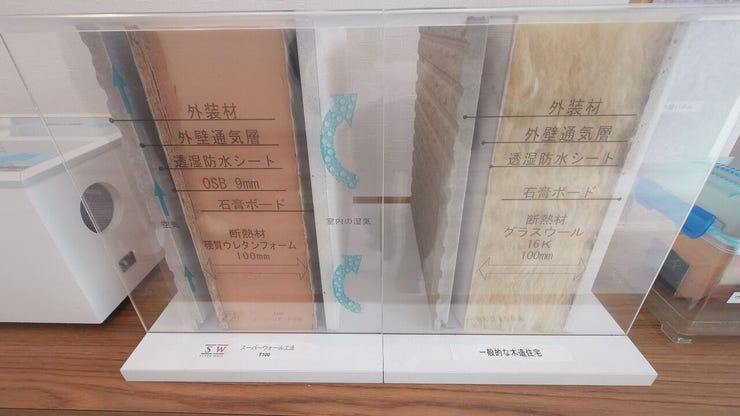 外装材
外壁通気層
透湿防水シート
OSB 9mm
石膏ボード
空気
室内の湿気
断熱材
硬質ウレタンフォーム
100mm
SW
スーパーウォール工法
T100
外装材
外壁通気層
透湿防水シート
石膏ボード
断熱材
グラスウール
16K
100mm
一般的な木造住宅